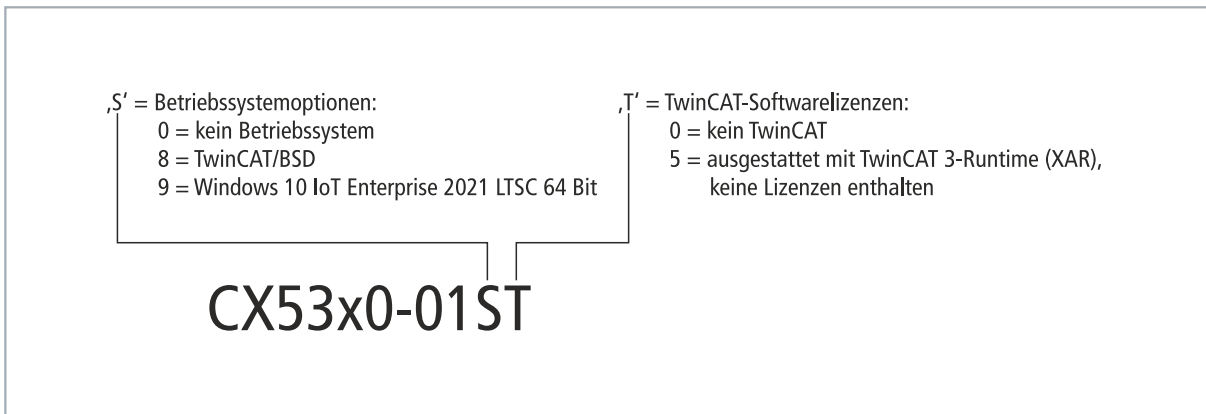 ‚S‘ = Betriebssystemoptionen:
0 = kein Betriebssystem
8 = TwinCAT/BSD
9 = Windows 10 IoT Enterprise 2021 LTSC 64 Bit
‚T‘ = TwinCAT-Softwarelizenzen:
0 = kein TwinCAT
5 = ausgestattet mit TwinCAT 3-Runtime (XAR),
keine Lizenzen enthalten
CX53x0-01ST